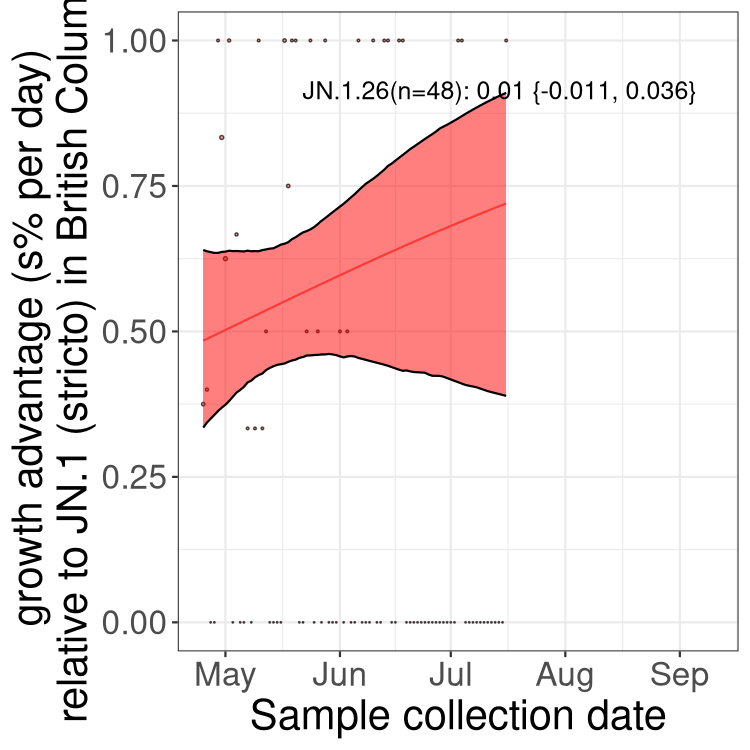 growth advantage (s% per day)
relative to JN.1 (stricto) in British Colum
1.00
0.75
0.50
0.25
0.00
JN.1.26(n=48): 0.01 {-0.011, 0.036}
May Jun Jul Aug Sep
Sample collection date